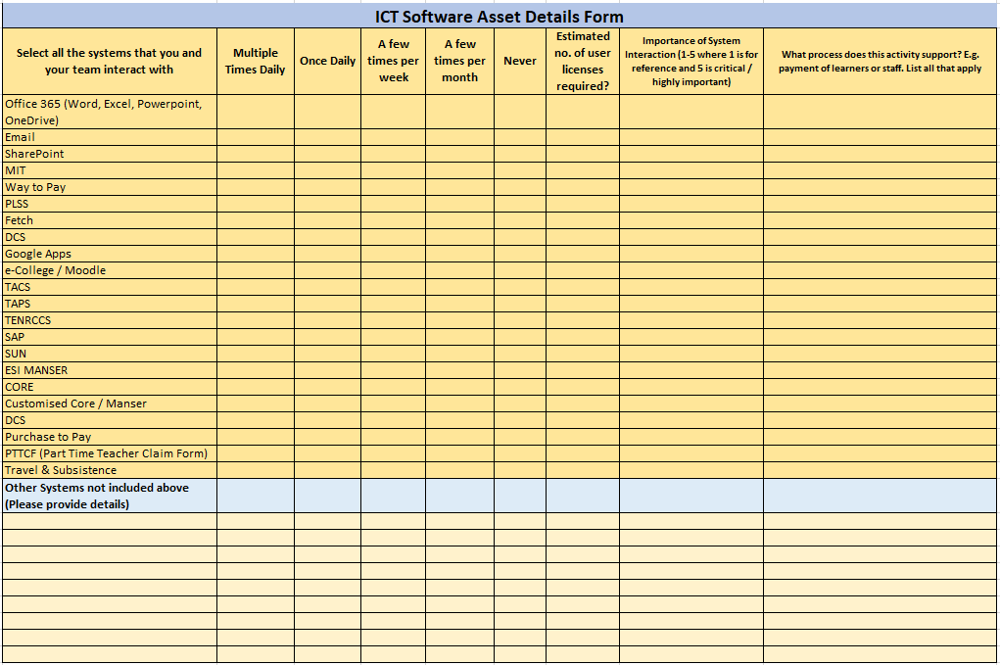 ICT Software Asset Details Form
Select all the systems that you and
your team interact with
Multiple
Times Daily
Once Daily
A few
times per
week
A few
times per
month
Never
Estimated
no. of user
licenses
required?
Importance of System
Interaction (1-5 where 1 is for
reference and 5 is critical /
highly important)
What process does this activity support? E.g.
payment of learners or staff. List all that apply
Office 365 (Word, Excel, Powerpoint,
OneDrive)
Email
SharePoint
MIT
Way to Pay
PLSS
Fetch
DCS
Google Apps
e-College / Moodle
TACS
TAPS
TENRCCS
SAP
SUN
ESI MANSER
CORE
Customised Core / Manser
DCS
Purchase to Pay
PTTCF (Part Time Teacher Claim Form)
Travel & Subsistence
Other Systems not included above
(Please provide details)